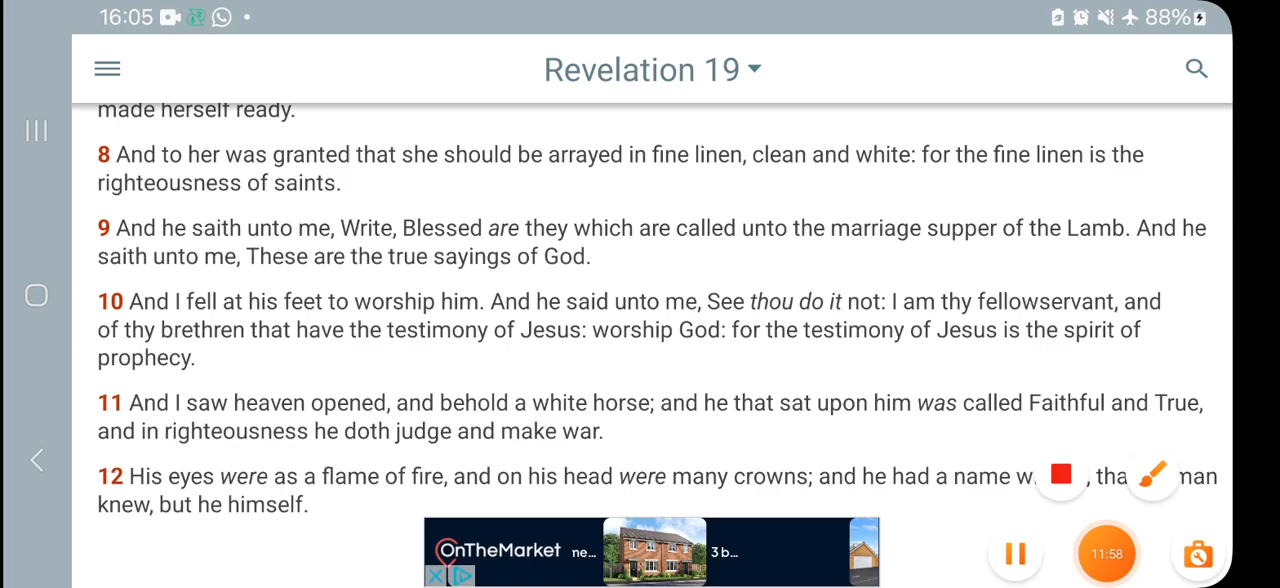 16:05 88%
Revelation 19
made herself ready.
8 And to her was granted that she should be arrayed in fine linen, clean and white: for the fine linen is the
righteousness of saints.
9 And he saith unto me, Write, Blessed are they which are called unto the marriage supper of the Lamb. And he
saith unto me, These are the true sayings of God.
10 And I fell at his feet to worship him. And he said unto me, See thou do it not: I am thy fellowservant, and
of thy brethren that have the testimony of Jesus: worship God: for the testimony of Jesus is the spirit of
prophecy.
11 And I saw heaven opened, and behold a white horse; and he that sat upon him was called Faithful and True,
and in righteousness he doth judge and make war.
12 His eyes were as a flame of fire, and on his head were many crowns; and he had a name
knew, but he himself.
OnTheMarket ne... 3 b...
11:58